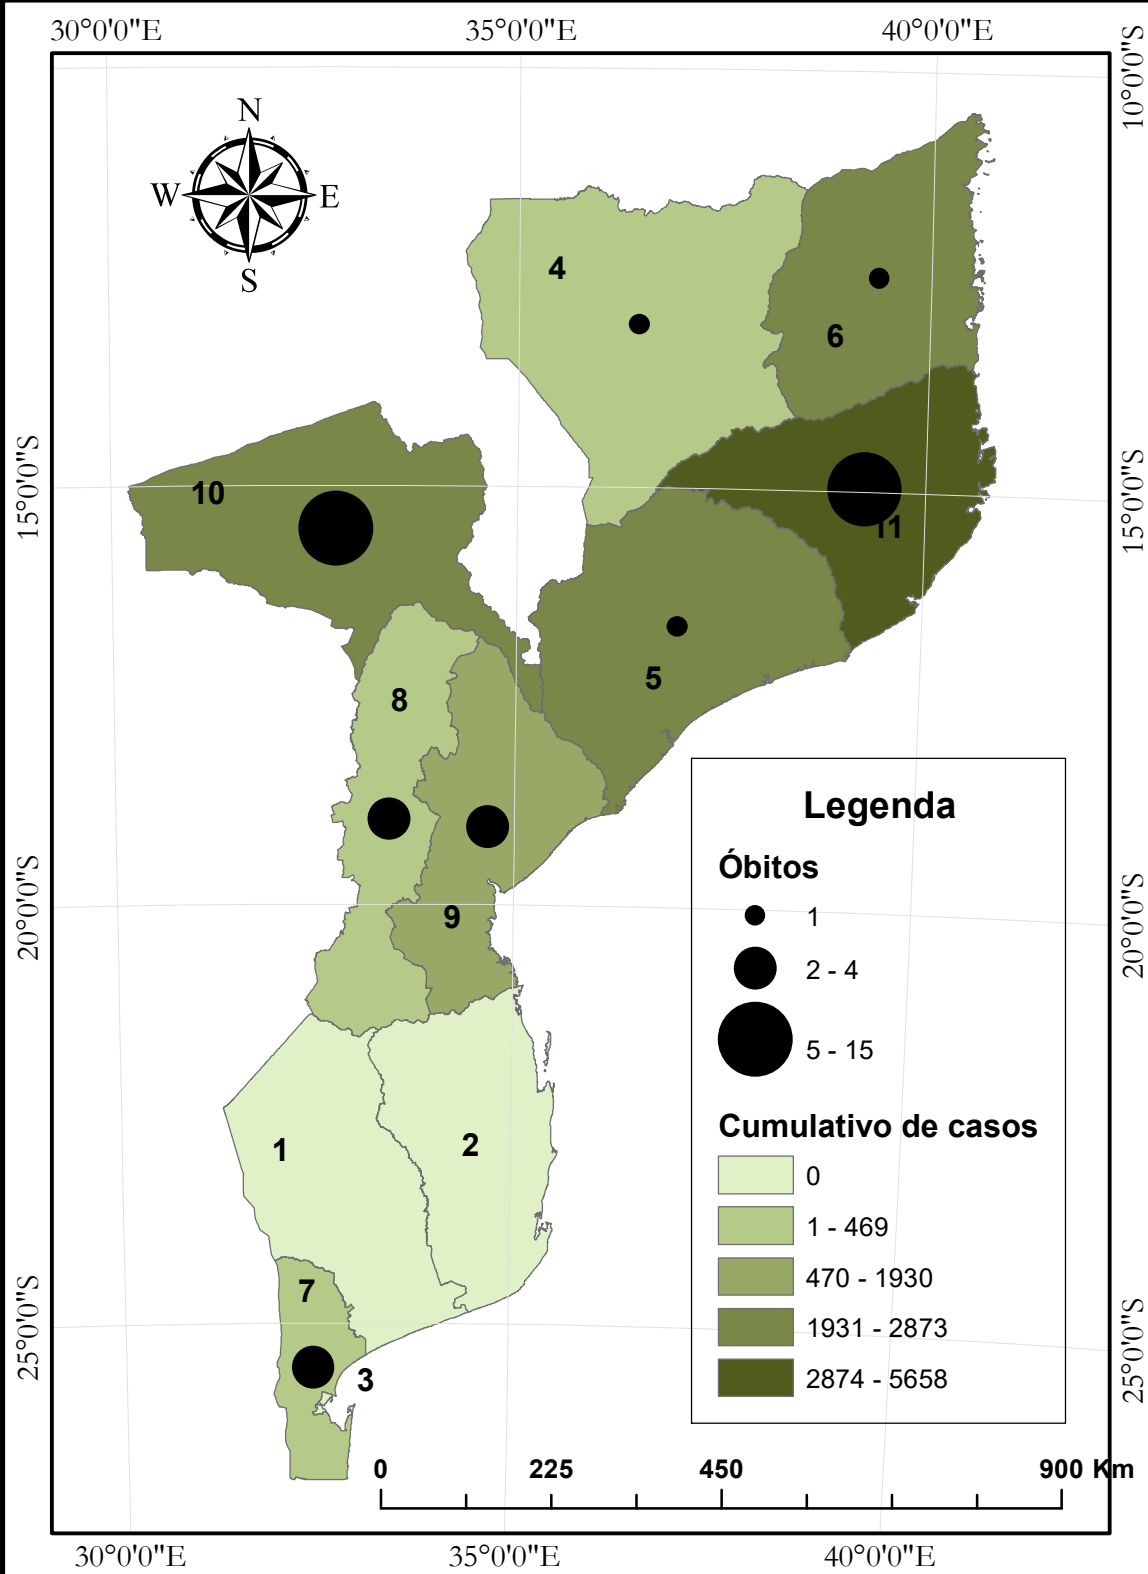 30°0'0"E 35°0'0"E 40°0'0"E
10°0'0"S
N
W E
S
4
6
15°0'0"S 15°0'0"S
10
11
5
8
Legenda
Óbitos
1
2 - 4
5 - 15
20°0'0"S 20°0'0"S
9
Cumulativo de casos
0
1 - 469
470 - 1930
1931 - 2873
2874 - 5658
1
2
7
3
25°0'0"S 25°0'0"S
0 225 450 900 Km
30°0'0"E 35°0'0"E 40°0'0"E